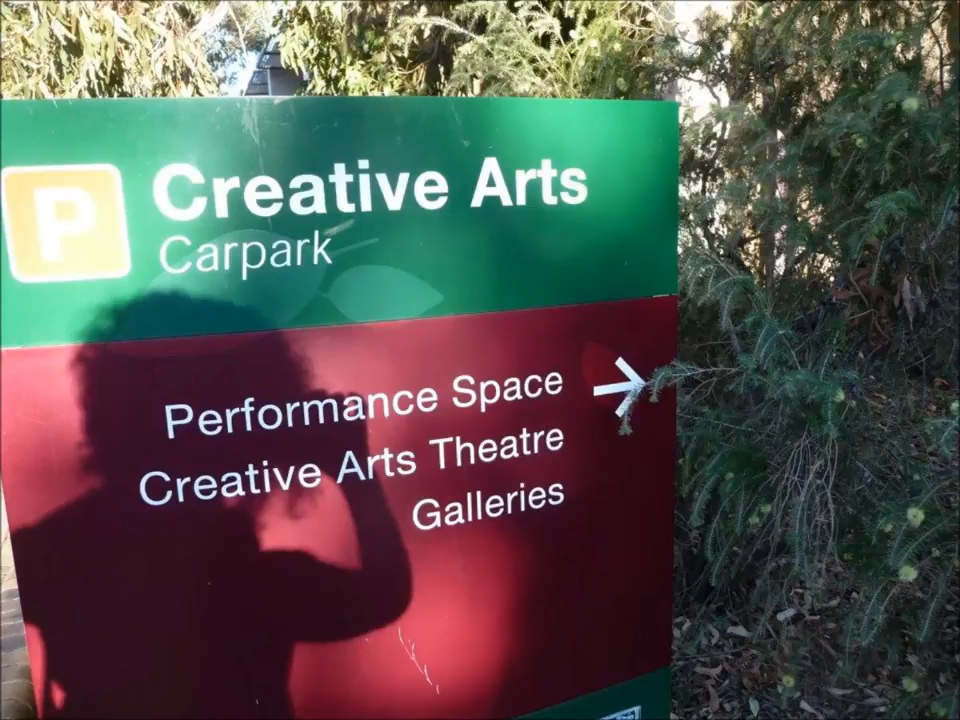 P
Creative Arts
Carpark
Performance Space
Creative Arts Theatre
Galleries